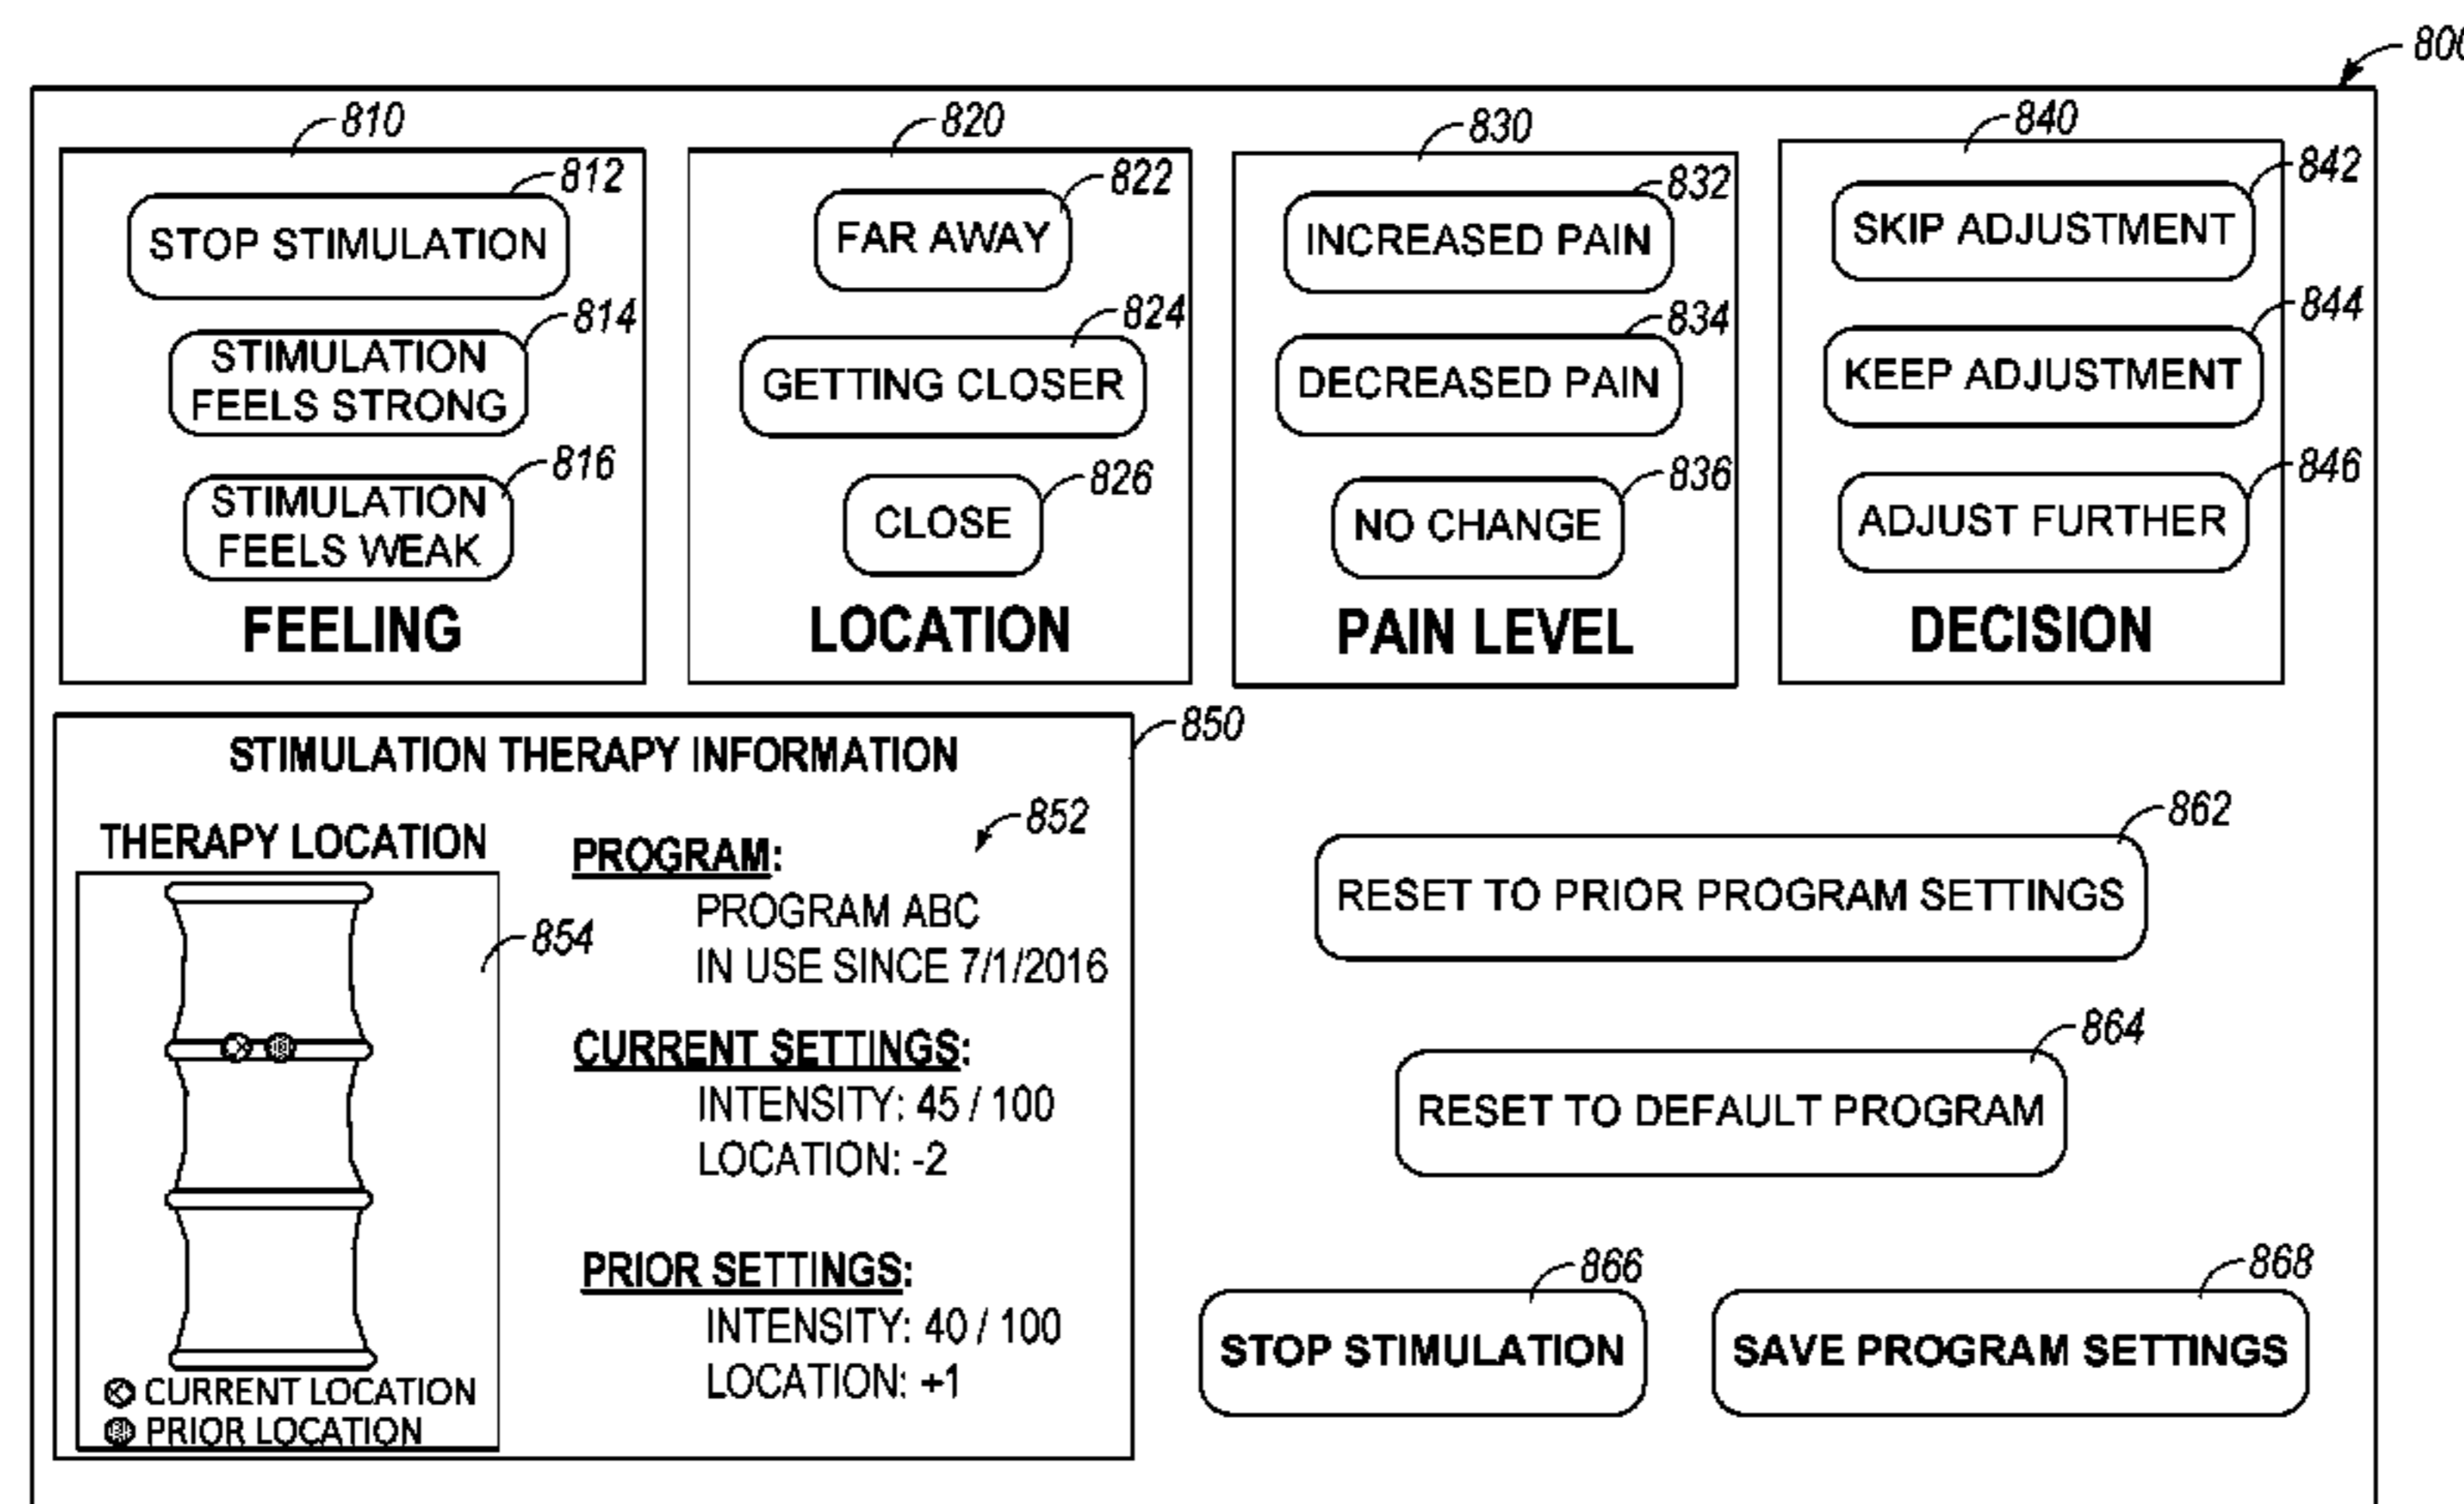 800
810
812
STOP STIMULATION
814
STIMULATION
FEELS STRONG
816
STIMULATION
FEELS WEAK
FEELING
820
822
FAR AWAY
824
GETTING CLOSER
826
CLOSE
LOCATION
830
832
INCREASED PAIN
834
DECREASED PAIN
836
NO CHANGE
PAIN LEVEL
840
842
SKIP ADJUSTMENT
844
KEEP ADJUSTMENT
846
ADJUST FURTHER
DECISION
850
STIMULATION THERAPY INFORMATION
THERAPY LOCATION
854
CURRENT LOCATION
PRIOR LOCATION
852
PROGRAM:
PROGRAM ABC
IN USE SINCE 7/1/2016
CURRENT SETTINGS:
INTENSITY: 45 / 100
LOCATION: -2
PRIOR SETTINGS:
INTENSITY: 40 / 100
LOCATION: +1
862
RESET TO PRIOR PROGRAM SETTINGS
864
RESET TO DEFAULT PROGRAM
866
STOP STIMULATION
868
SAVE PROGRAM SETTINGS